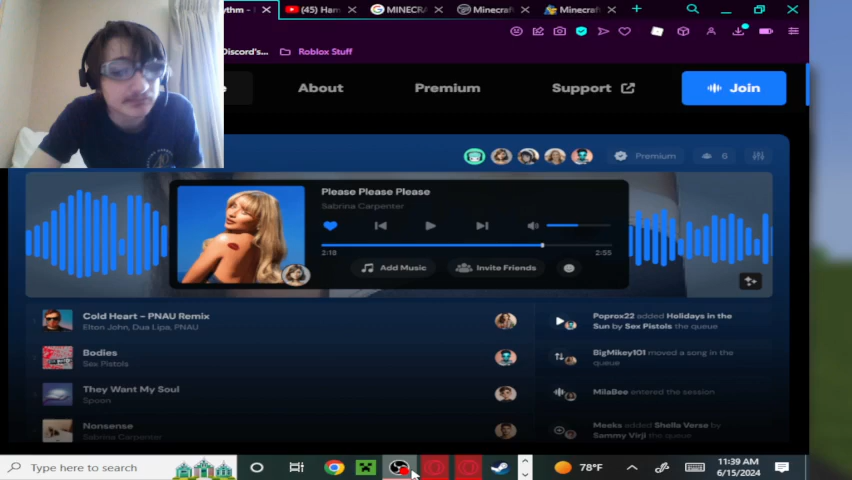 ythm -
(45) Ham
MINECRA
Minecraf
Minecraf
Discord's...
Roblox Stuff
e
About
Premium
Support
Join
Premium
6
Please Please Please
Sabrina Carpenter
2:18
2:55
Add Music
Invite Friends
Cold Heart - PNAU Remix
Elton John, Dua Lipa, PNAU
Bodies
Sex Pistols
They Want My Soul
Spoon
Nonsense
Sabrina Carpenter
Poprox22 added Holidays in the
Sun by Sex Pistols the queue
BigMikey101 moved a song in the
queue
MilaBee entered the session
Meeks added Shella Verse by
Sammy Virji the queue
Type here to search
78°F
11:39 AM
6/15/2024